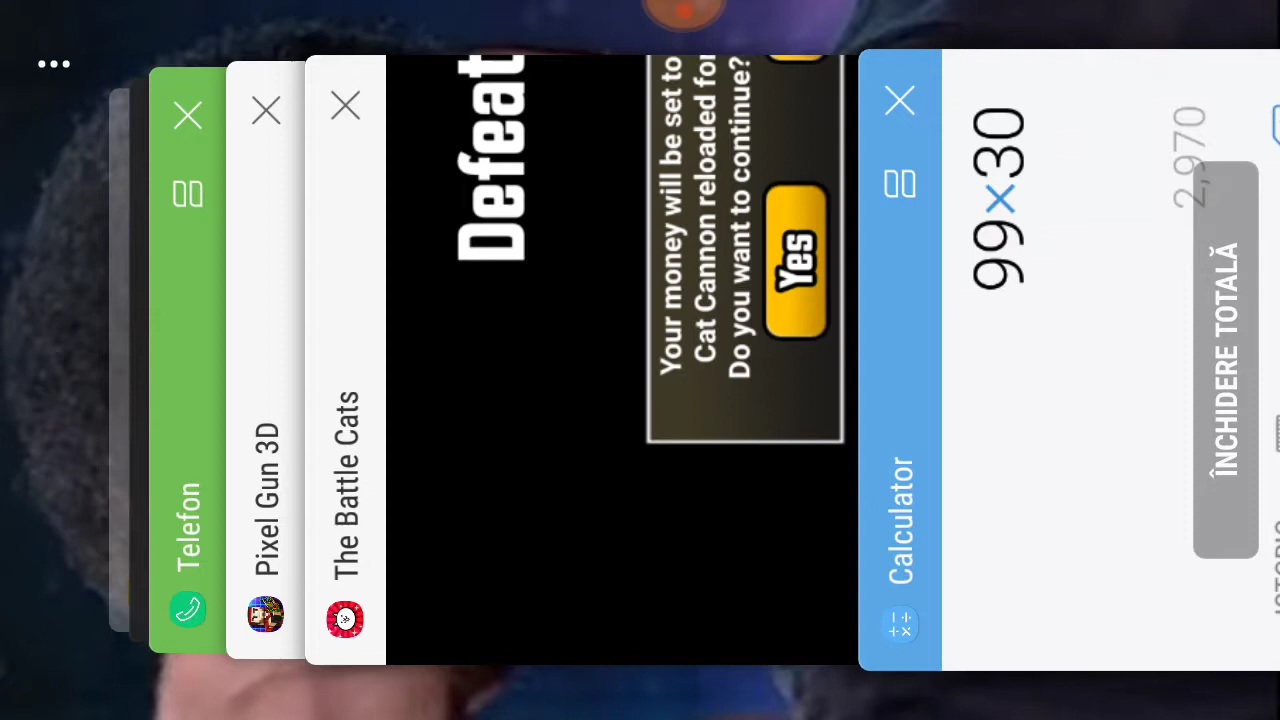 Telefon
Pixel Gun 3D
The Battle Cats
Defeat
Your money will be set to
Cat Cannon reloaded for
Do you want to continue?
Yes
Calculator
99×30
2,970
ÎNCHIDERE TOTALĂ